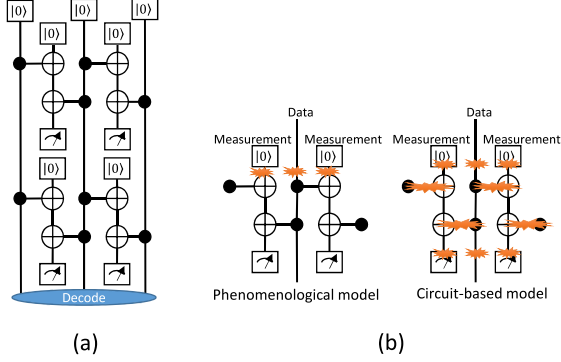 |0⟩ |0⟩ |0⟩
|0⟩ |0⟩
|0⟩ |0⟩
Decode
(a)
Data
Measurement Measurement
|0⟩ |0⟩
Phenomenological model
Data
Measurement Measurement
|0⟩ |0⟩
Circuit-based model
(b)